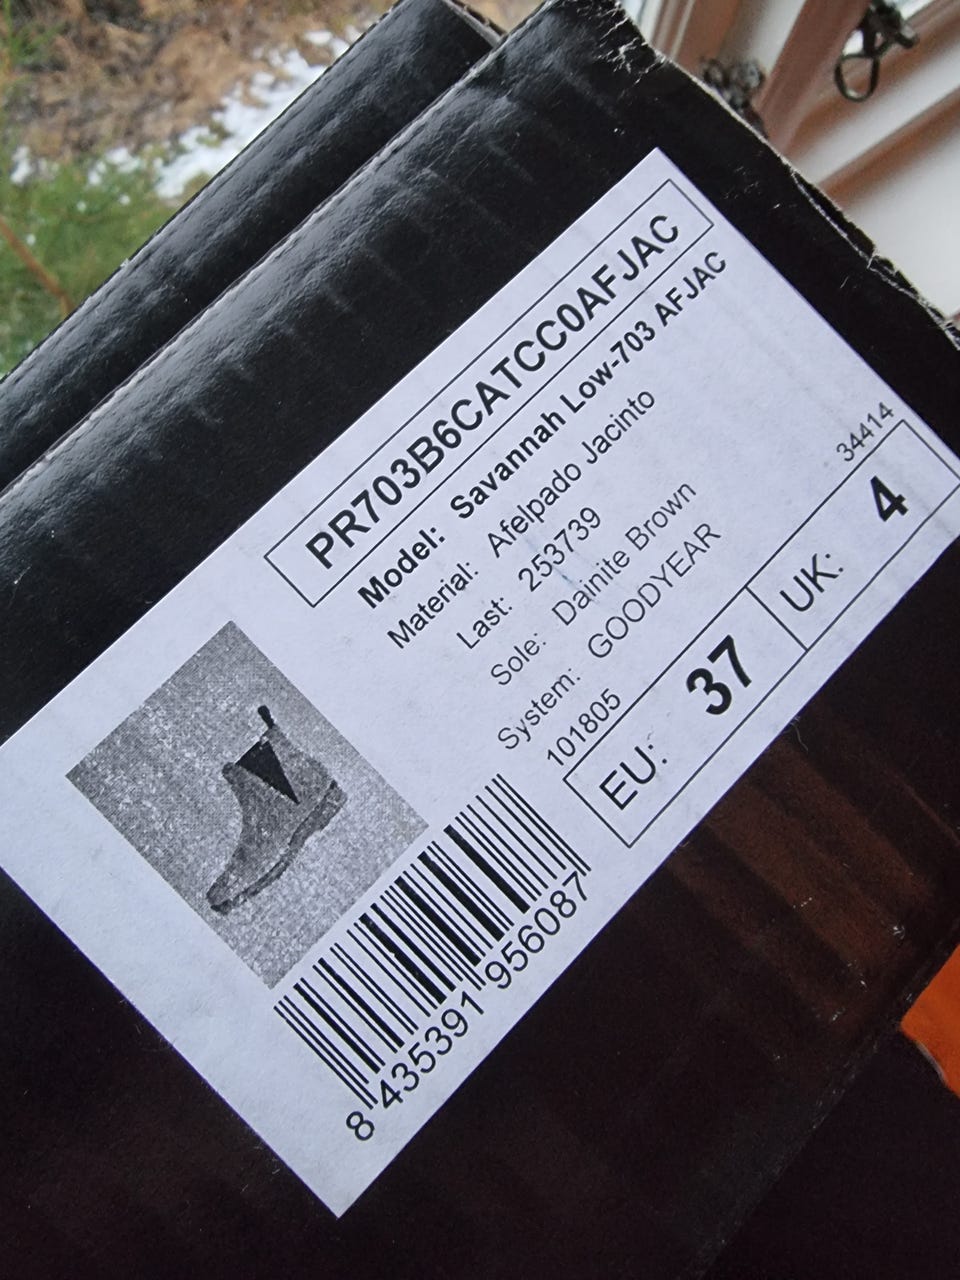 PR703B6CATCC0AFJAC
Model: Savannah Low-703 AFJAC
Material: Afelpado Jacinto
Last: 253739
Sole: Dainite Brown
System: GOODYEAR
101805
34414
EU: 37
UK: 4
8 435391 956087